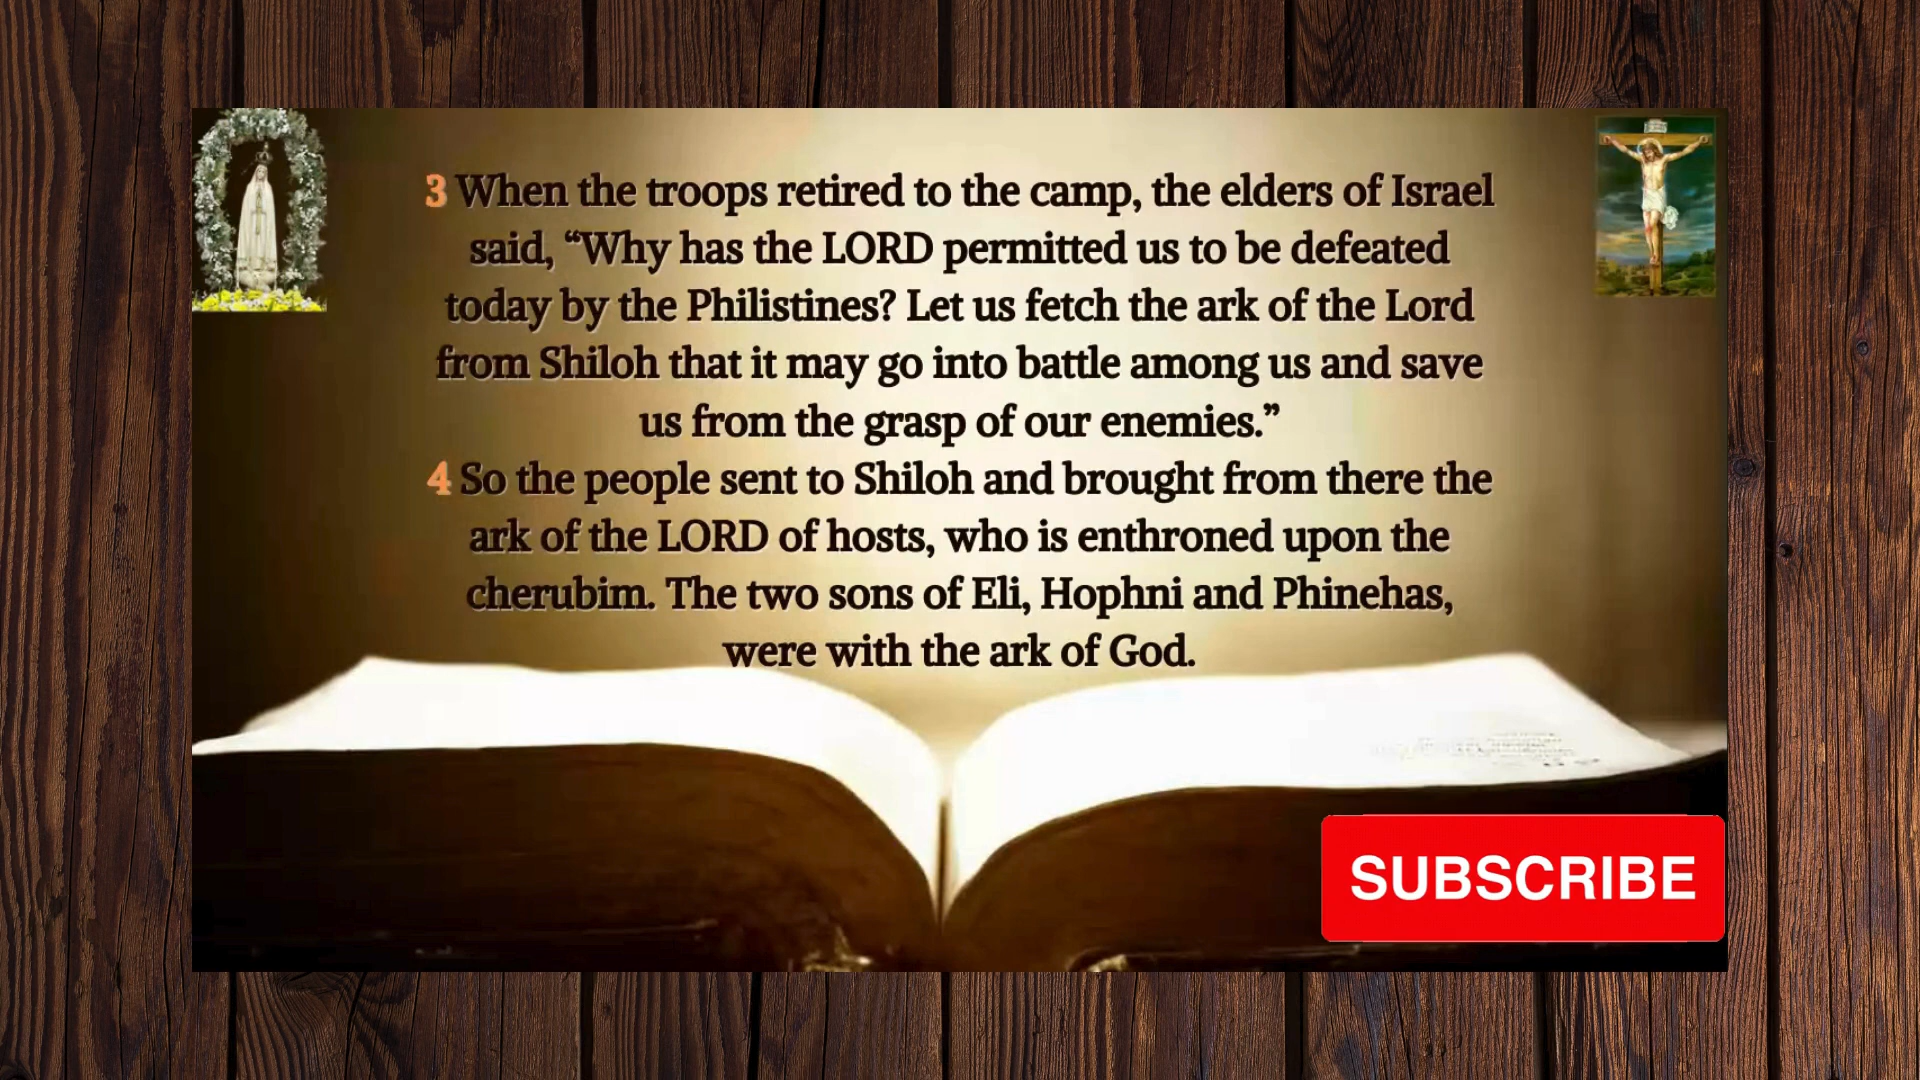 3 When the troops retired to the camp, the elders of Israel
said, “Why has the LORD permitted us to be defeated
today by the Philistines? Let us fetch the ark of the Lord
from Shiloh that it may go into battle among us and save
us from the grasp of our enemies.”
4 So the people sent to Shiloh and brought from there the
ark of the LORD of hosts, who is enthroned upon the
cherubim. The two sons of Eli, Hophni and Phinehas,
were with the ark of God.
SUBSCRIBE